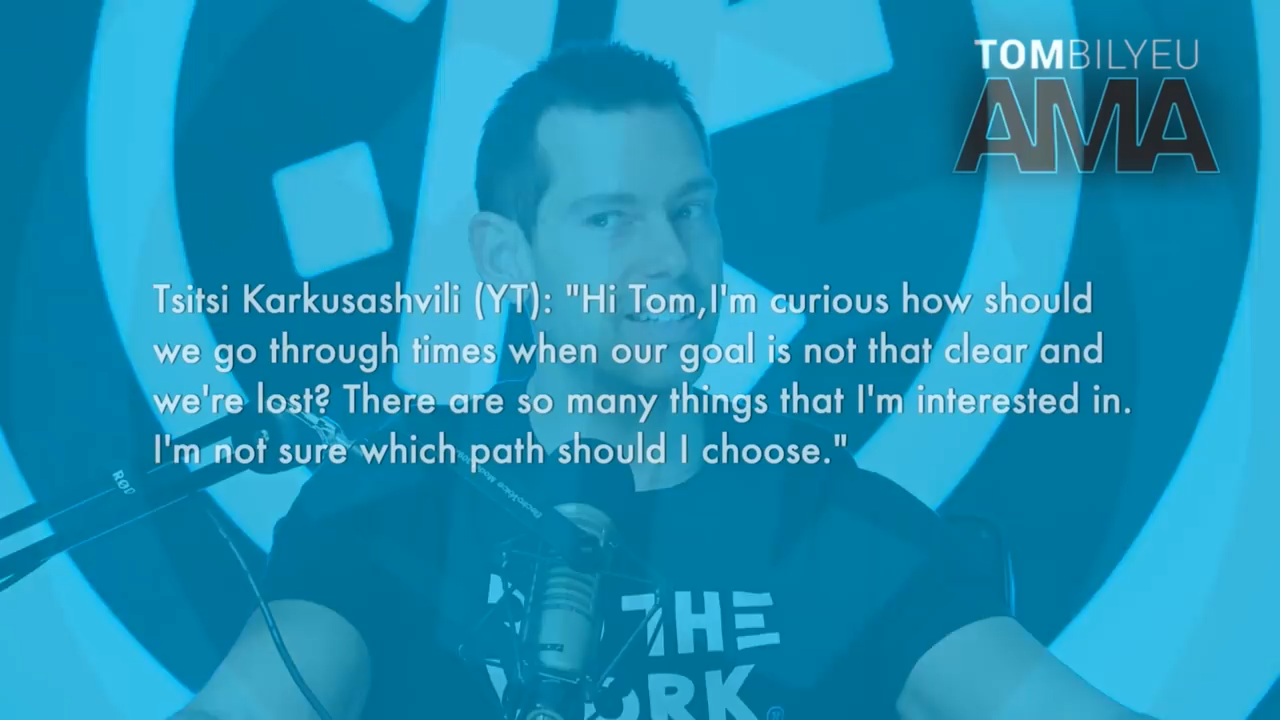 TOMBILYEU
AMA
Tsitsi Karkusashvili (YT): "Hi Tom,I'm curious how should
we go through times when our goal is not that clear and
we're lost? There are so many things that I'm interested in.
I'm not sure which path should I choose."
RØDE
THE